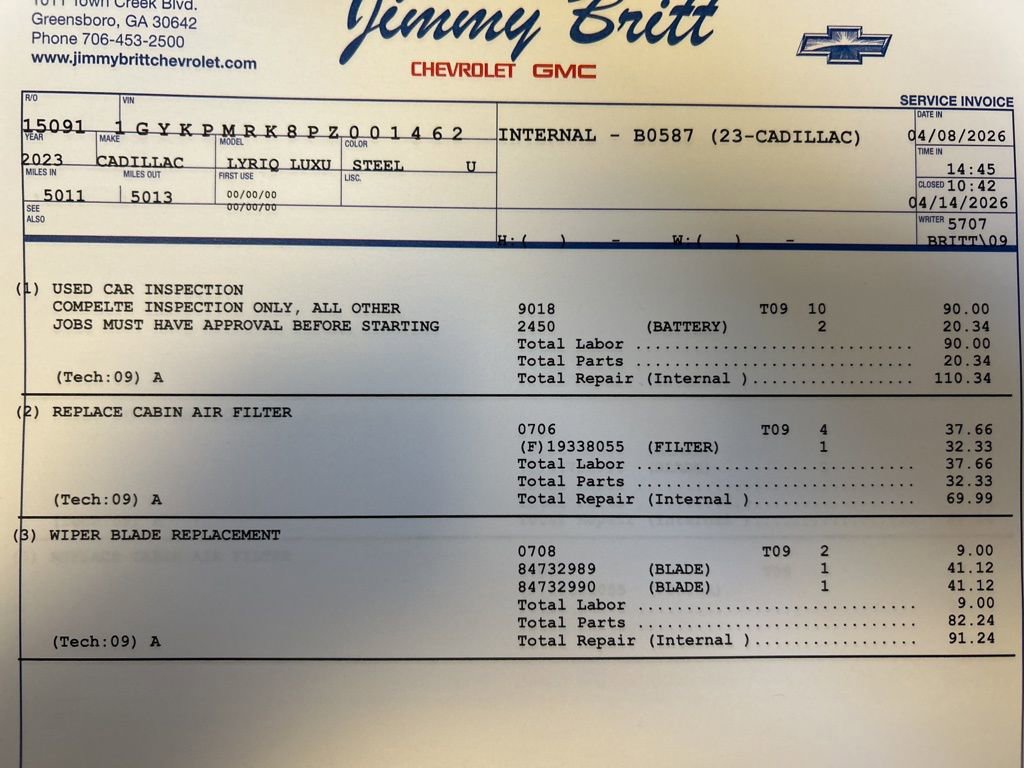 1011 Town Creek Blvd.
Greensboro, GA 30642
Phone 706-453-2500
www.jimmybrittchevrolet.com
Jimmy Britt
CHEVROLET GMC
SERVICE INVOICE
R/O VIN
15091 1GYKPMRK8PZ001462
INTERNAL - B0587 (23-CADILLAC)
DATE IN
04/08/2026
YEAR MAKE MODEL COLOR
2023 CADILLAC LYRIQ LUXU STEEL U
TIME IN
14:45
MILES IN MILES OUT FIRST USE LISC.
5011 5013 00/00/00
00/00/00
CLOSED 10:42
04/14/2026
SEE
ALSO
WRITER 5707
BRITT\09
H:( ) - W:( ) -
(1) USED CAR INSPECTION
COMPELTE INSPECTION ONLY, ALL OTHER 9018 T09 10 90.00
JOBS MUST HAVE APPROVAL BEFORE STARTING 2450 (BATTERY) 2 20.34
Total Labor ............................ 90.00
Total Parts ............................ 20.34
(Tech:09) A Total Repair (Internal )................ 110.34
(2) REPLACE CABIN AIR FILTER
0706 T09 4 37.66
(F)19338055 (FILTER) 1 32.33
Total Labor ............................ 37.66
Total Parts ............................ 32.33
(Tech:09) A Total Repair (Internal )................ 69.99
(3) WIPER BLADE REPLACEMENT
0708 T09 2 9.00
84732989 (BLADE) 1 41.12
84732990 (BLADE) 1 41.12
Total Labor ............................ 9.00
Total Parts ............................ 82.24
(Tech:09) A Total Repair (Internal )................ 91.24